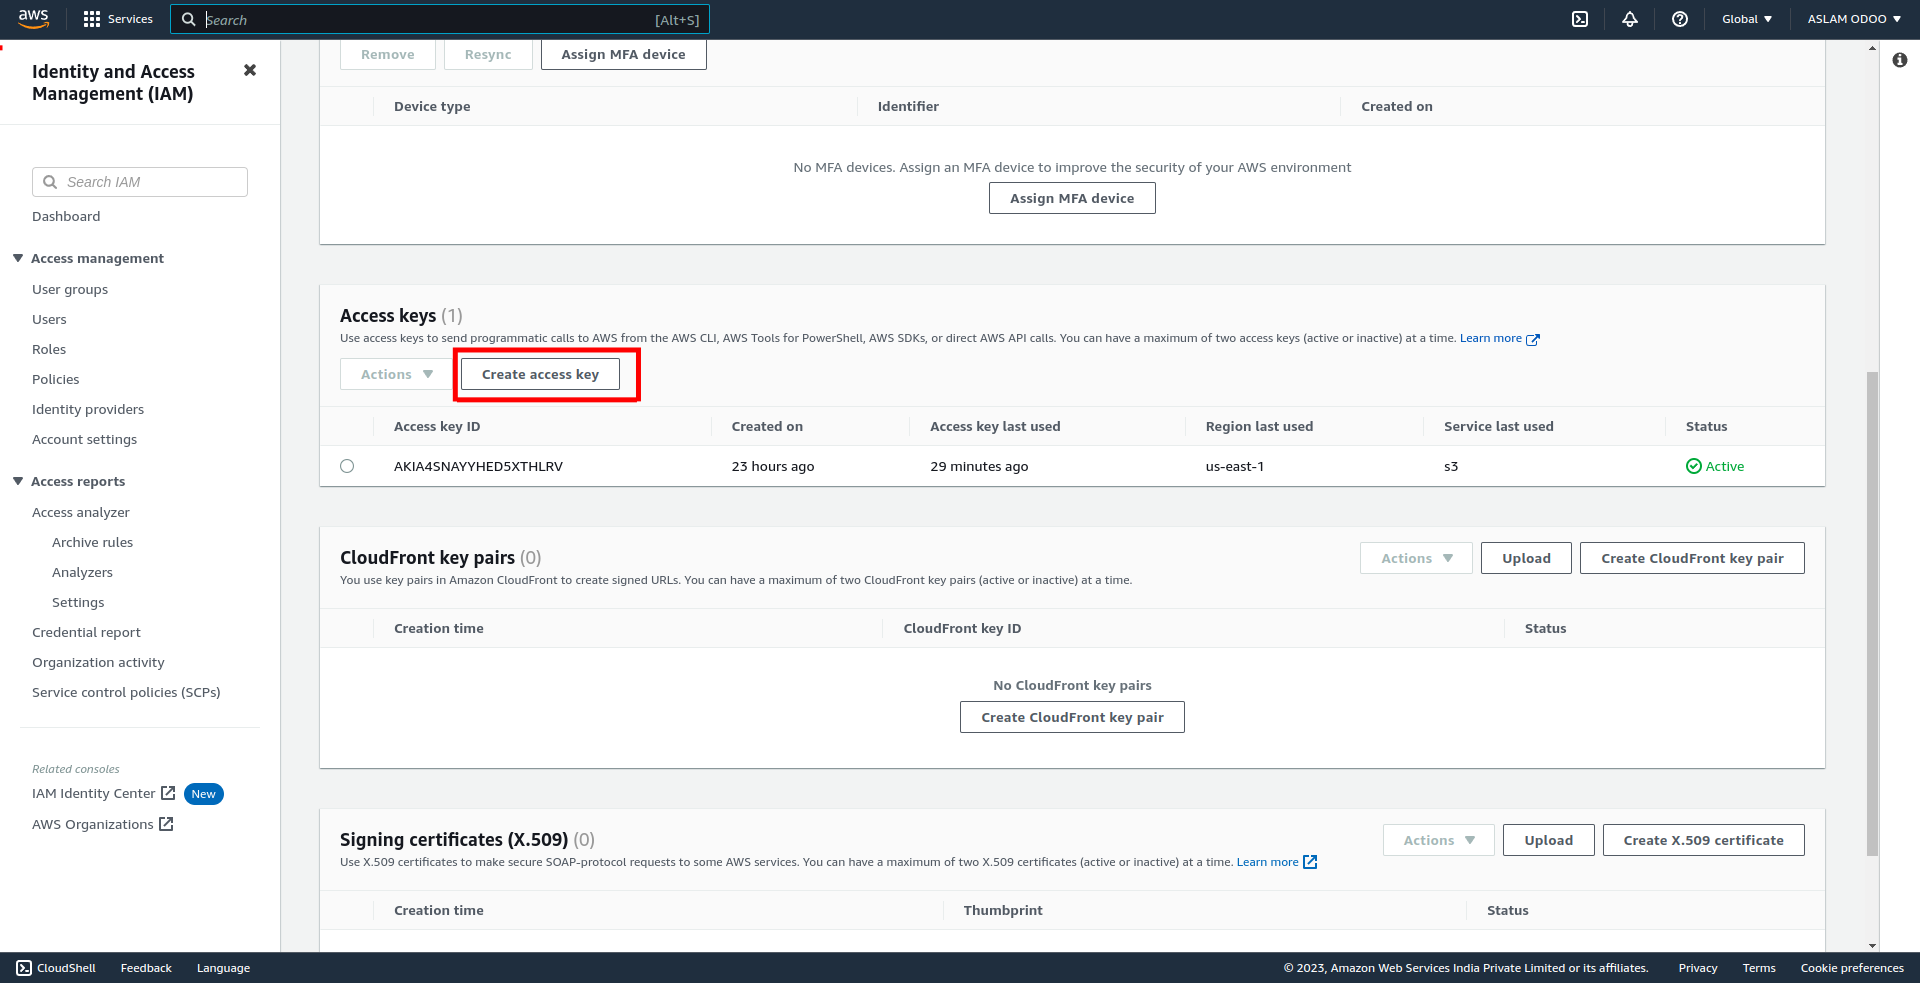 aws
Services
Search
[Alt+S]
Global
ASLAM ODOO
Identity and Access
Management (IAM)
Search IAM
Dashboard
Access management
User groups
Users
Roles
Policies
Identity providers
Account settings
Access reports
Access analyzer
Archive rules
Analyzers
Settings
Credential report
Organization activity
Service control policies (SCPs)
Related consoles
IAM Identity Center New
AWS Organizations
Remove Resync Assign MFA device
Device type Identifier Created on
No MFA devices. Assign an MFA device to improve the security of your AWS environment
Assign MFA device
Access keys (1)
Use access keys to send programmatic calls to AWS from the AWS CLI, AWS Tools for PowerShell, AWS SDKs, or direct AWS API calls. You can have a maximum of two access keys (active or inactive) at a time. Learn more
Actions Create access key
Access key ID Created on Access key last used Region last used Service last used Status
AKIA4SNAYYHED5XTHLRV 23 hours ago 29 minutes ago us-east-1 s3 Active
CloudFront key pairs (0)
Actions Upload Create CloudFront key pair
You use key pairs in Amazon CloudFront to create signed URLs. You can have a maximum of two CloudFront key pairs (active or inactive) at a time.
Creation time CloudFront key ID Status
No CloudFront key pairs
Create CloudFront key pair
Signing certificates (X.509) (0)
Actions Upload Create X.509 certificate
Use X.509 certificates to make secure SOAP-protocol requests to some AWS services. You can have a maximum of two X.509 certificates (active or inactive) at a time. Learn more
Creation time Thumbprint Status
CloudShell Feedback Language
© 2023, Amazon Web Services India Private Limited or its affiliates. Privacy Terms Cookie preferences